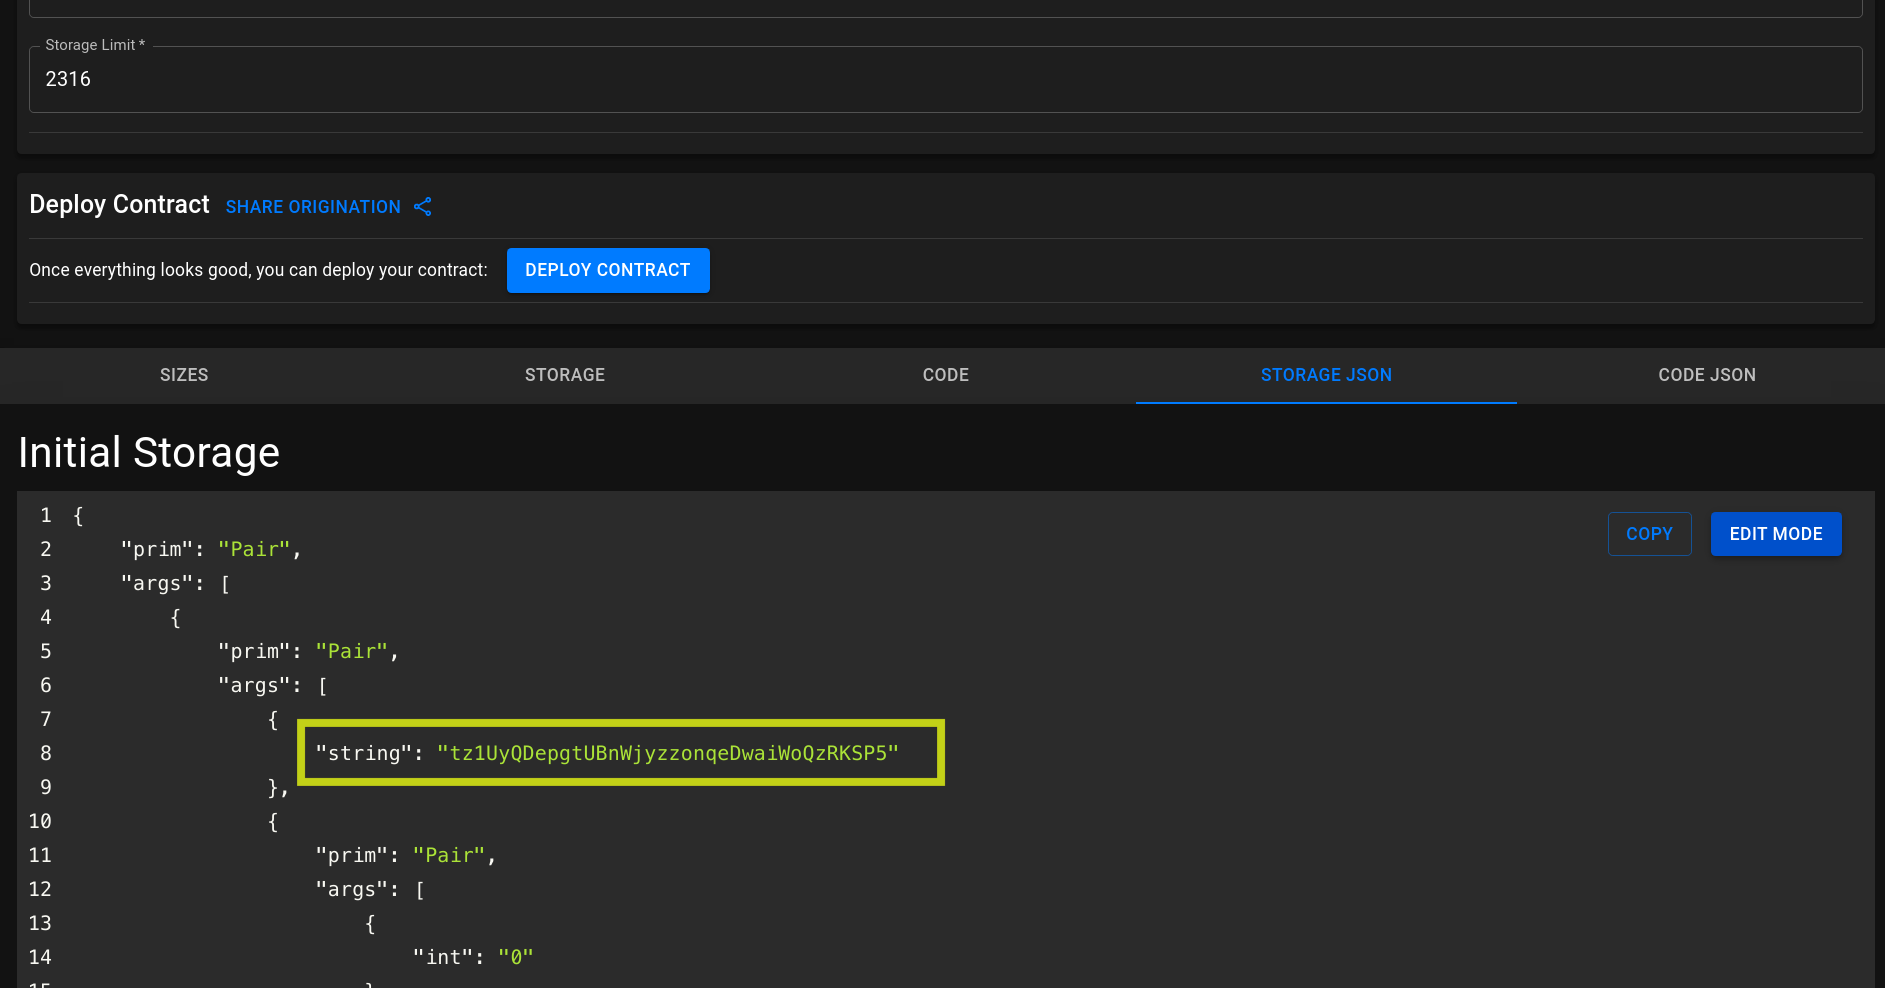 Storage Limit *
2316
Deploy Contract SHARE ORIGINATION
Once everything looks good, you can deploy your contract: DEPLOY CONTRACT
SIZES STORAGE CODE STORAGE JSON CODE JSON
Initial Storage
COPY EDIT MODE
1 {
2 "prim": "Pair",
3 "args": [
4 {
5 "prim": "Pair",
6 "args": [
7 {
8 "string": "tz1UyQDepgtUBnWjyzzonqeDwaiWoQzRKSP5"
9 },
10 {
11 "prim": "Pair",
12 "args": [
13 {
14 "int": "0"
15 }